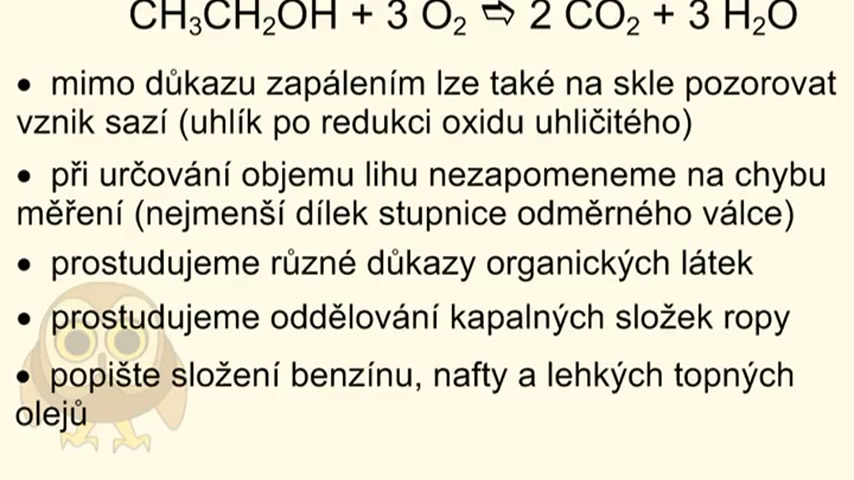 CH₃CH₂OH + 3 O₂ ⇨ 2 CO₂ + 3 H₂O
• mimo důkazu zapálením lze také na skle pozorovat
vznik sazí (uhlík po redukci oxidu uhličitého)
• při určování objemu lihu nezapomeneme na chybu
měření (nejmenší dílek stupnice odměrného válce)
• prostudujeme různé důkazy organických látek
• prostudujeme oddělování kapalných složek ropy
• popište složení benzínu, nafty a lehkých topných
olejů